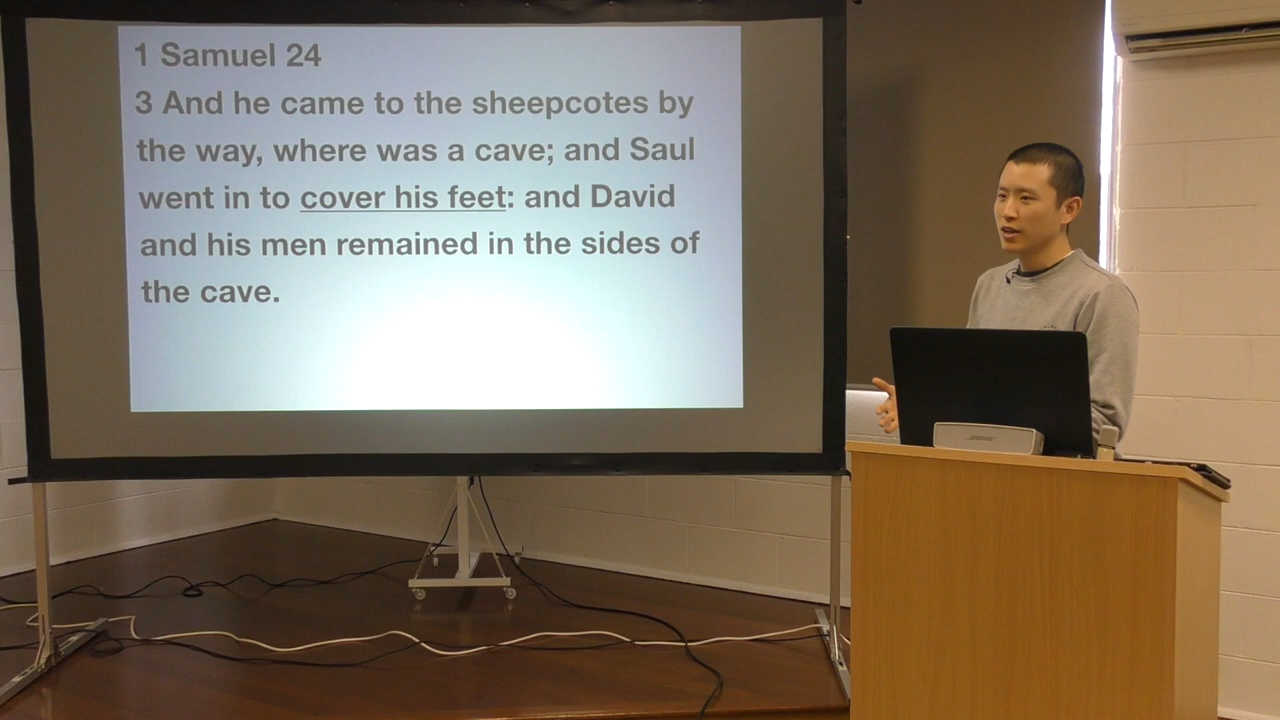 1 Samuel 24
3 And he came to the sheepcotes by
the way, where was a cave; and Saul
went in to cover his feet: and David
and his men remained in the sides of
the cave.
BOSE